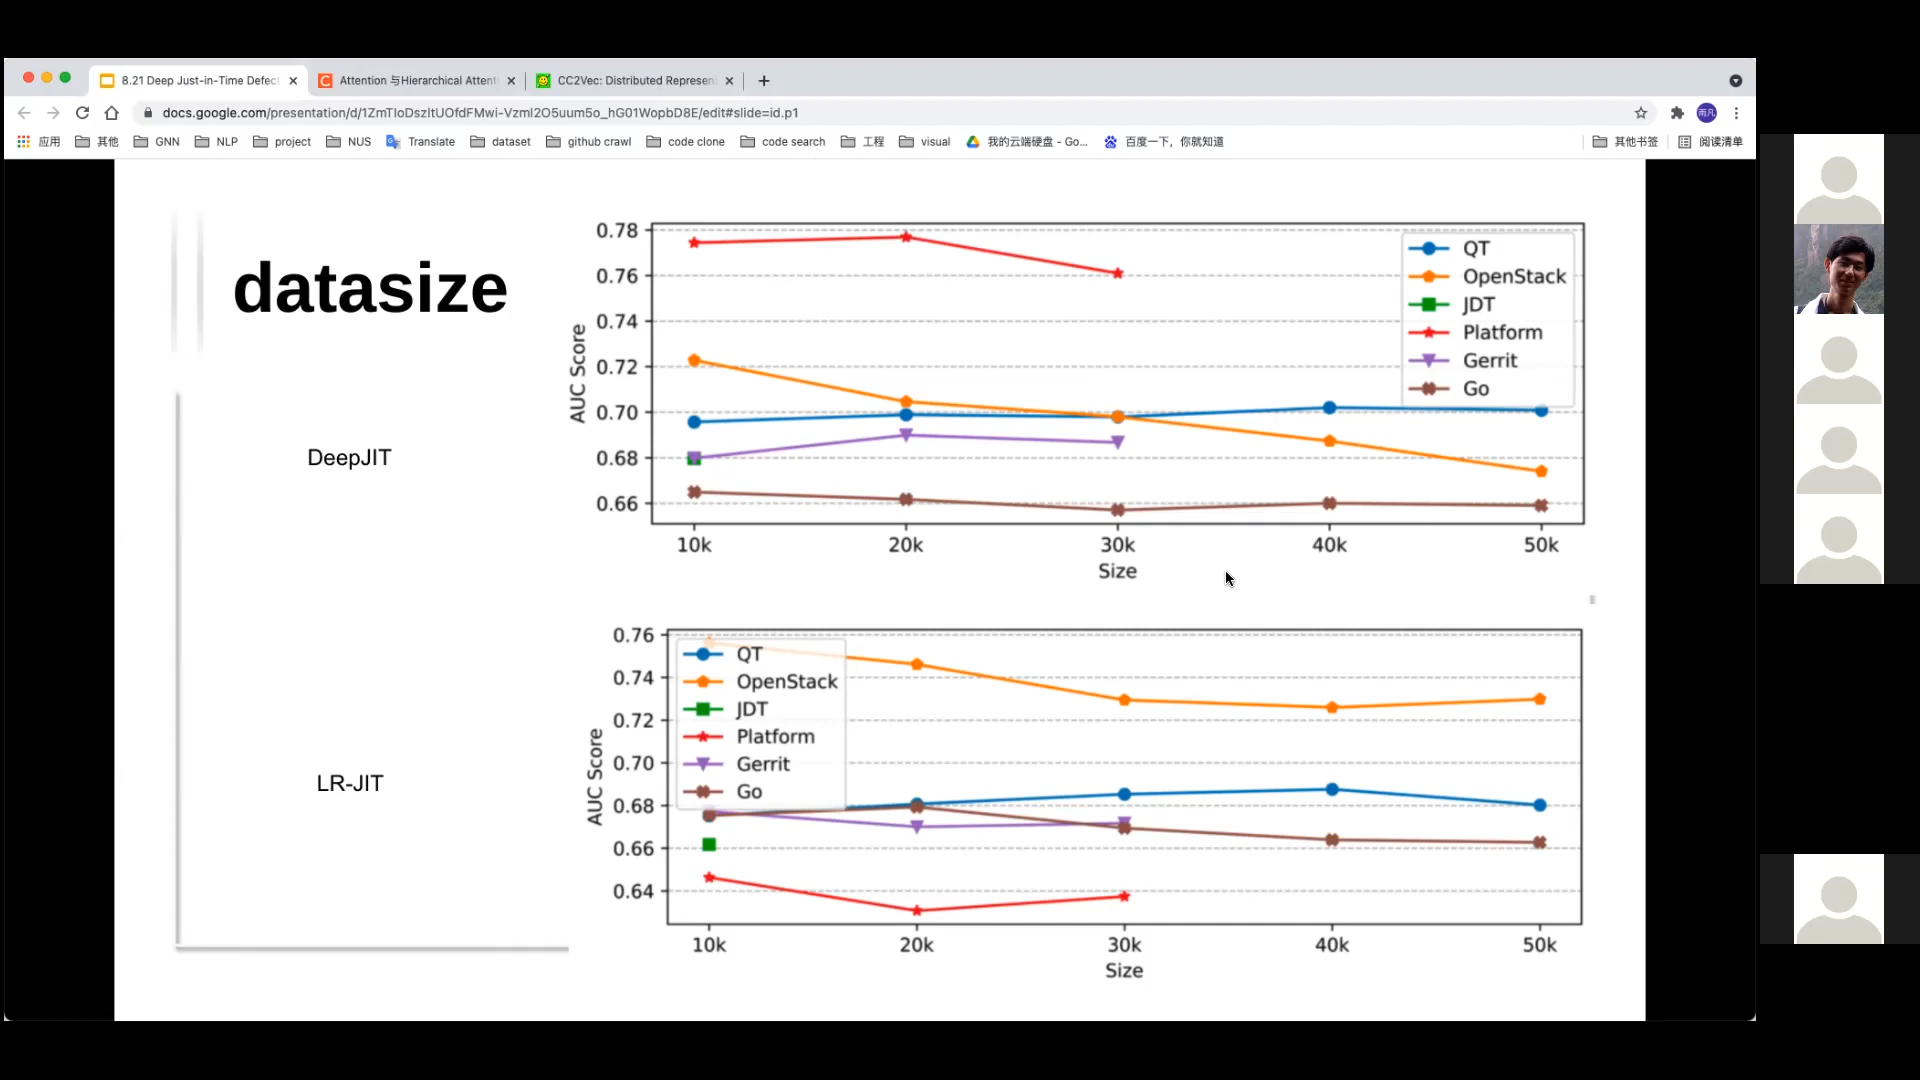 8.21 Deep Just-in-Time Defec
Attention 与Hierarchical Attent
CC2Vec: Distributed Represen
docs.google.com/presentation/d/1ZmTIoDszItUOfdFMwi-Vzml2O5uum5o_hG01WopbD8E/edit#slide=id.p1
雨凡
应用 其他 GNN NLP project NUS Translate dataset github crawl code clone code search 工程 visual 我的云端硬盘 - Go... 百度一下，你就知道 其他书签 阅读清单
datasize
DeepJIT
LR-JIT
0.78
0.76
0.74
0.72
0.70
0.68
0.66
AUC Score
QT
OpenStack
JDT
Platform
Gerrit
Go
10k 20k 30k 40k 50k
Size
0.76
0.74
0.72
0.70
0.68
0.66
0.64
AUC Score
QT
OpenStack
JDT
Platform
Gerrit
Go
10k 20k 30k 40k 50k
Size